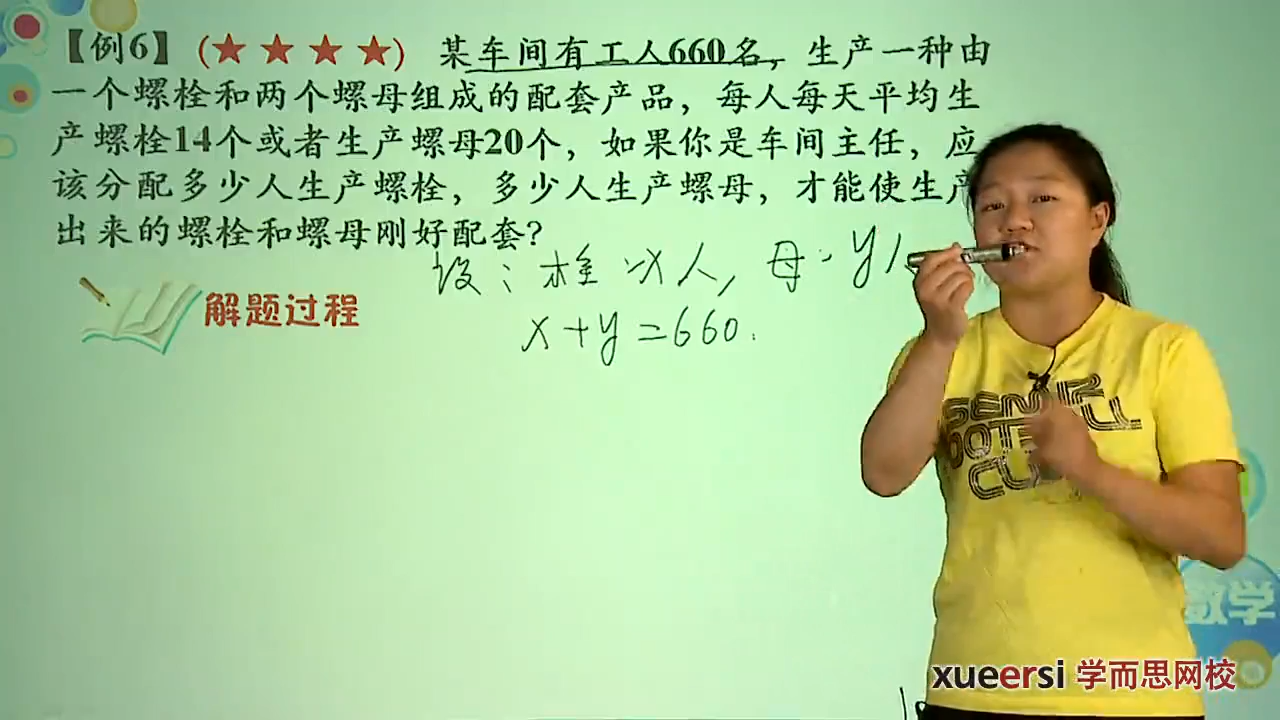 【例6】(★★★★) 某车间有工人660名，生产一种由
一个螺栓和两个螺母组成的配套产品，每人每天平均生
产螺栓14个或者生产螺母20个，如果你是车间主任，应
该分配多少人生产螺栓，多少人生产螺母，才能使生产
出来的螺栓和螺母刚好配套？
设：栓：x人，母：y人
解题过程
x+y=660.
SEMIR
FOOTBALL
CU
数学
xueersi 学而思网校